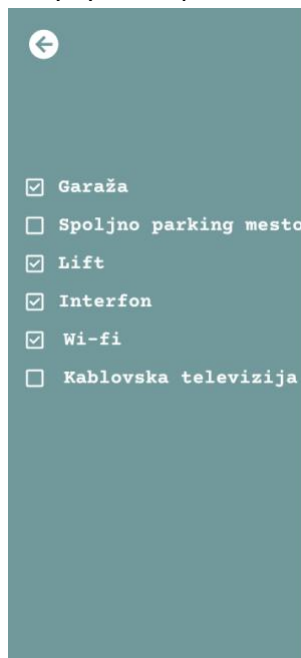 Garaža
Spoljno parking mesto
Lift
Interfon
Wi-fi
Kablovska televizija